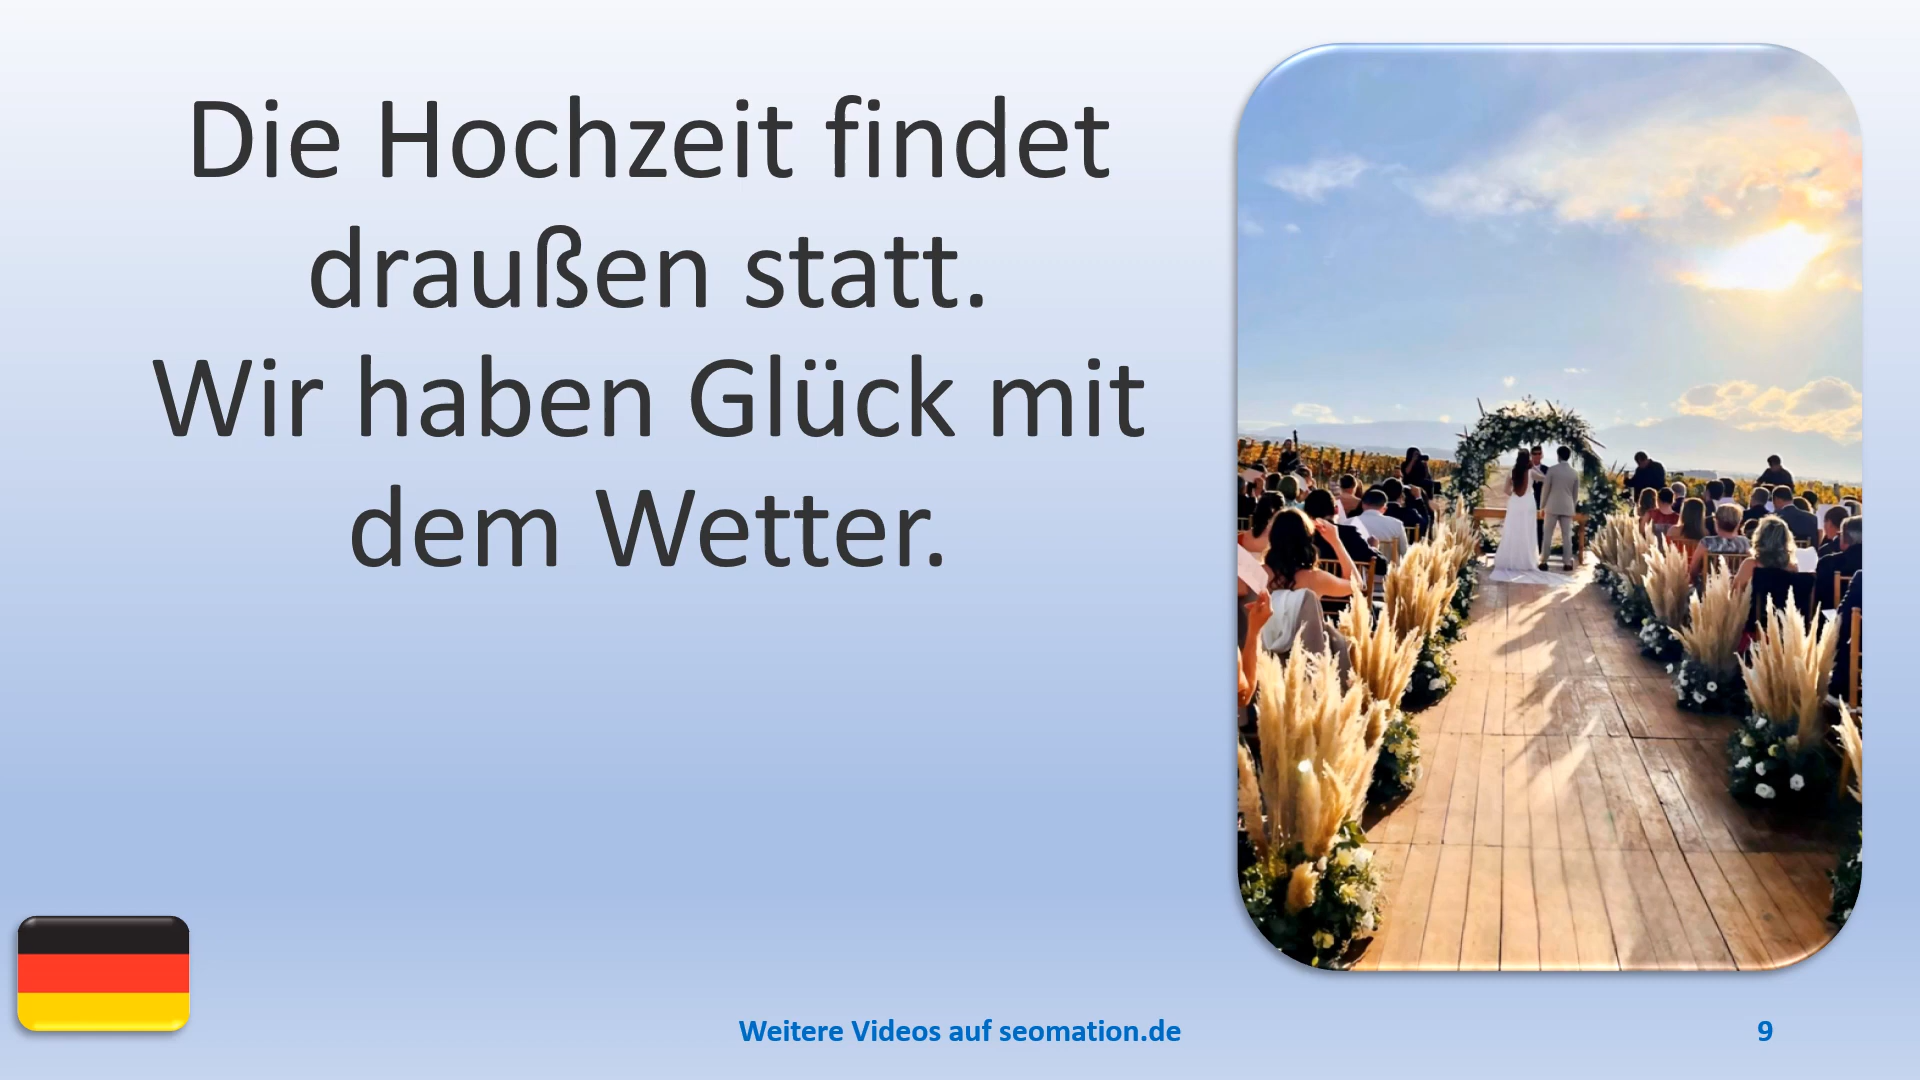 Die Hochzeit findet
draußen statt.
Wir haben Glück mit
dem Wetter.
Weitere Videos auf seomation.de
9